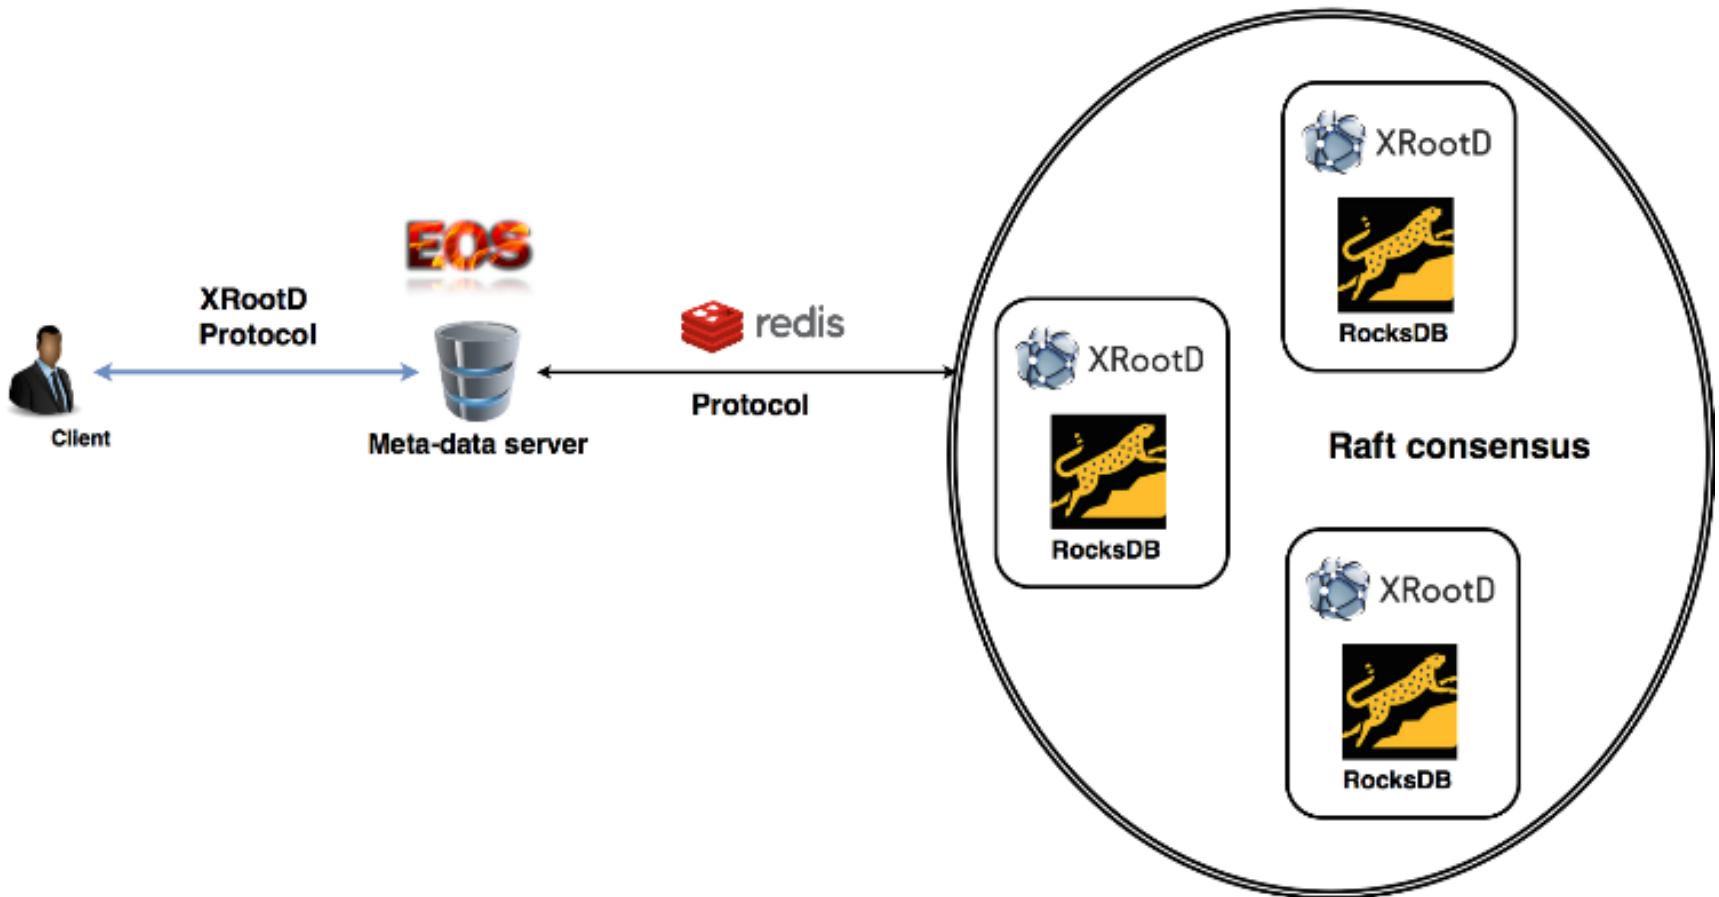 EOS
XRootD
Protocol
Client
Meta-data server
redis
Protocol
XRootD
RocksDB
XRootD
RocksDB
Raft consensus
XRootD
RocksDB